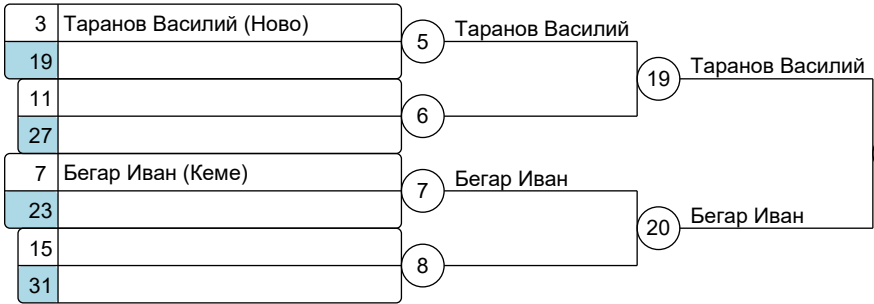 3 Таранов Василий (Ново)
5 Таранов Василий
19
19 Таранов Василий
11
6
27
7 Бегар Иван (Кеме)
7 Бегар Иван
23
20 Бегар Иван
15
8
31